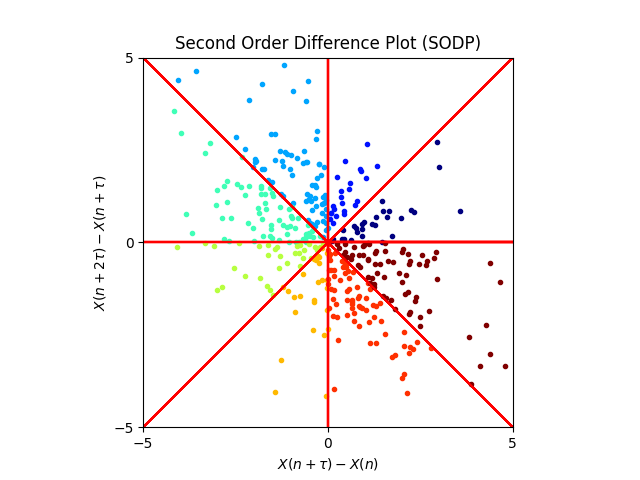 Second Order Difference Plot (SODP)
5
0
−5
X(n + 2τ) − X(n + τ)
−5 0 5
X(n + τ) − X(n)